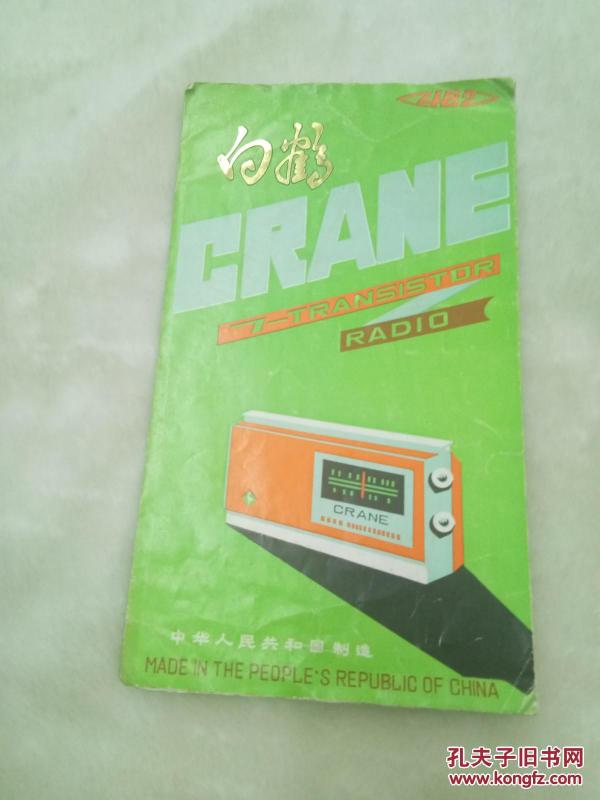 白鹤
CRANE
7-TRANSISTOR
RADIO
CRANE
中华人民共和国制造
MADE IN THE PEOPLE'S REPUBLIC OF CHINA
孔夫子旧书网
www.kongfz.com